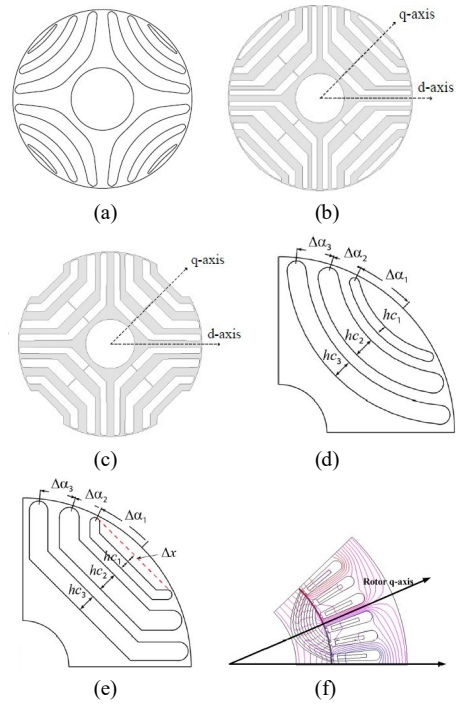 q-axis
d-axis
(a)
(b)
q-axis
d-axis
(c)
Δα₃
Δα₂
Δα₁
hc₁
hc₂
hc₃
(d)
Δα₃
Δα₂
Δα₁
hc₁
Δx
hc₂
hc₃
(e)
Rotor q-axis
(f)